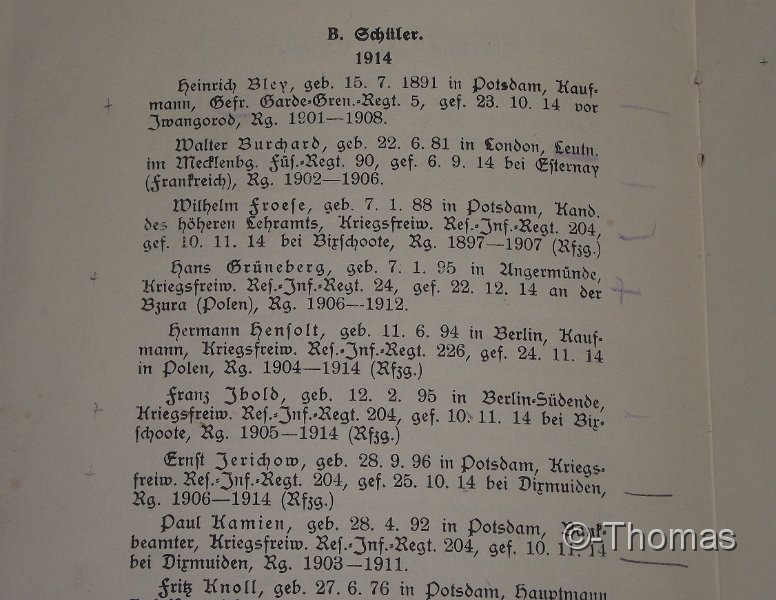 B. Schüler.
1914
Heinrich Bley, geb. 15. 7. 1891 in Potsdam, Kauf-
mann, Gefr. Garde-Gren.-Regt. 5, gef. 23. 10. 14 vor
Iwangorod, Rg. 1901—1908.
Walter Burchard, geb. 22. 6. 81 in London, Leutn.
im Mecklenbg. Füs.-Regt. 90, gef. 6. 9. 14 bei Esternay
(Frankreich), Rg. 1902—1906.
Wilhelm Froese, geb. 7. 1. 88 in Potsdam, Kand.
des höheren Lehramts, Kriegsfreiw. Res.-Inf.-Regt. 204,
gef. 10. 11. 14 bei Bixschoote, Rg. 1897—1907 (Rfzg.)
Hans Grüneberg, geb. 7. 1. 95 in Angermünde,
Kriegsfreiw. Res.-Inf.-Regt. 24, gef. 22. 12. 14 an der
Bzura (Polen), Rg. 1906—1912.
Hermann Hensolt, geb. 11. 6. 94 in Berlin, Kauf-
mann, Kriegsfreiw. Res.-Inf.-Regt. 226, gef. 24. 11. 14
in Polen, Rg. 1904—1914 (Rfzg.)
Franz Ibold, geb. 12. 2. 95 in Berlin-Südende,
Kriegsfreiw. Res.-Inf.-Regt. 204, gef. 10. 11. 14 bei Bix-
schoote, Rg. 1905—1914 (Rfzg.)
Ernst Jerichow, geb. 28. 9. 96 in Potsdam, Kriegs-
freiw. Res.-Inf.-Regt. 204, gef. 25. 10. 14 bei Dixmuiden,
Rg. 1906—1914 (Rfzg.)
Paul Kamien, geb. 28. 4. 92 in Potsdam, Bank-
beamter, Kriegsfreiw. Res.-Inf.-Regt. 204, gef. 10. 11. 14
bei Dixmuiden, Rg. 1903—1911.
©-Thomas
Fritz Knoll, geb. 27. 6. 76 in Potsdam, Hauptmann